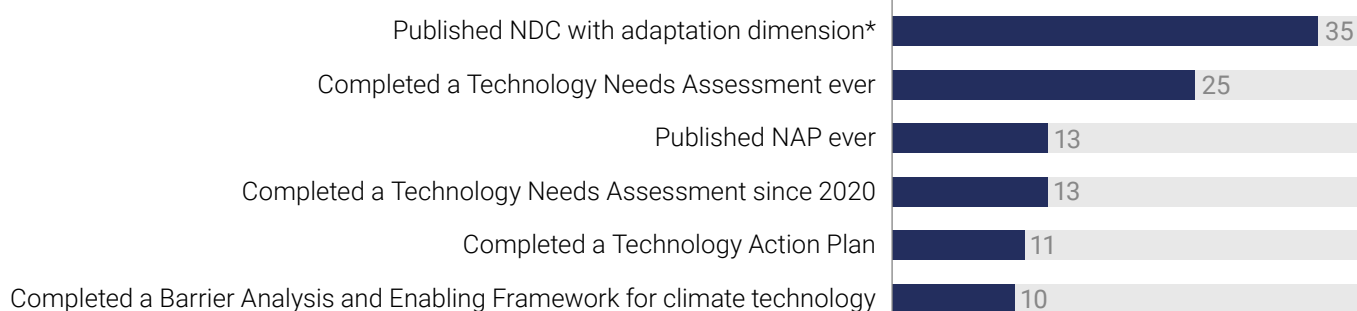 Published NDC with adaptation dimension* 35
Completed a Technology Needs Assessment ever 25
Published NAP ever 13
Completed a Technology Needs Assessment since 2020 13
Completed a Technology Action Plan 11
Completed a Barrier Analysis and Enabling Framework for climate technology 10